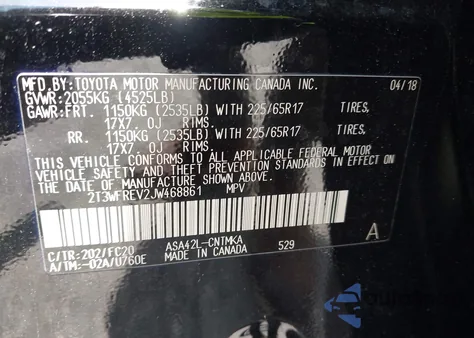 MFD.BY:TOYOTA MOTOR MANUFACTURING CANADA INC. 04/18
GVWR:2055KG (4525LB)
GAWR:FRT. 1150KG (2535LB) WITH 225/65R17 TIRES,
17X7.0J RIMS,
RR. 1150KG (2535LB) WITH 225/65R17 TIRES,
17X7.0J RIMS.
THIS VEHICLE CONFORMS TO ALL APPLICABLE FEDERAL MOTOR
VEHICLE SAFETY AND THEFT PREVENTION STANDARDS IN EFFECT ON
THE DATE OF MANUFACTURE SHOWN ABOVE.
2T3WFREV2JW468861 MPV
C/TR:202/FC20 ASA42L-CNTMKA A
A/TM:-02A/U760E MADE IN CANADA 529